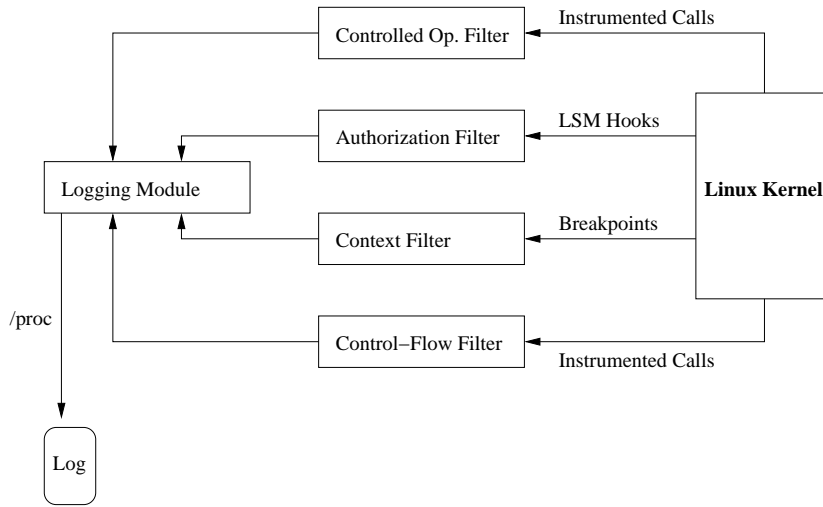 Instrumented Calls
Controlled Op. Filter
LSM Hooks
Authorization Filter
Logging Module
Linux Kernel
Breakpoints
Context Filter
/proc
Control−Flow Filter
Instrumented Calls
Log